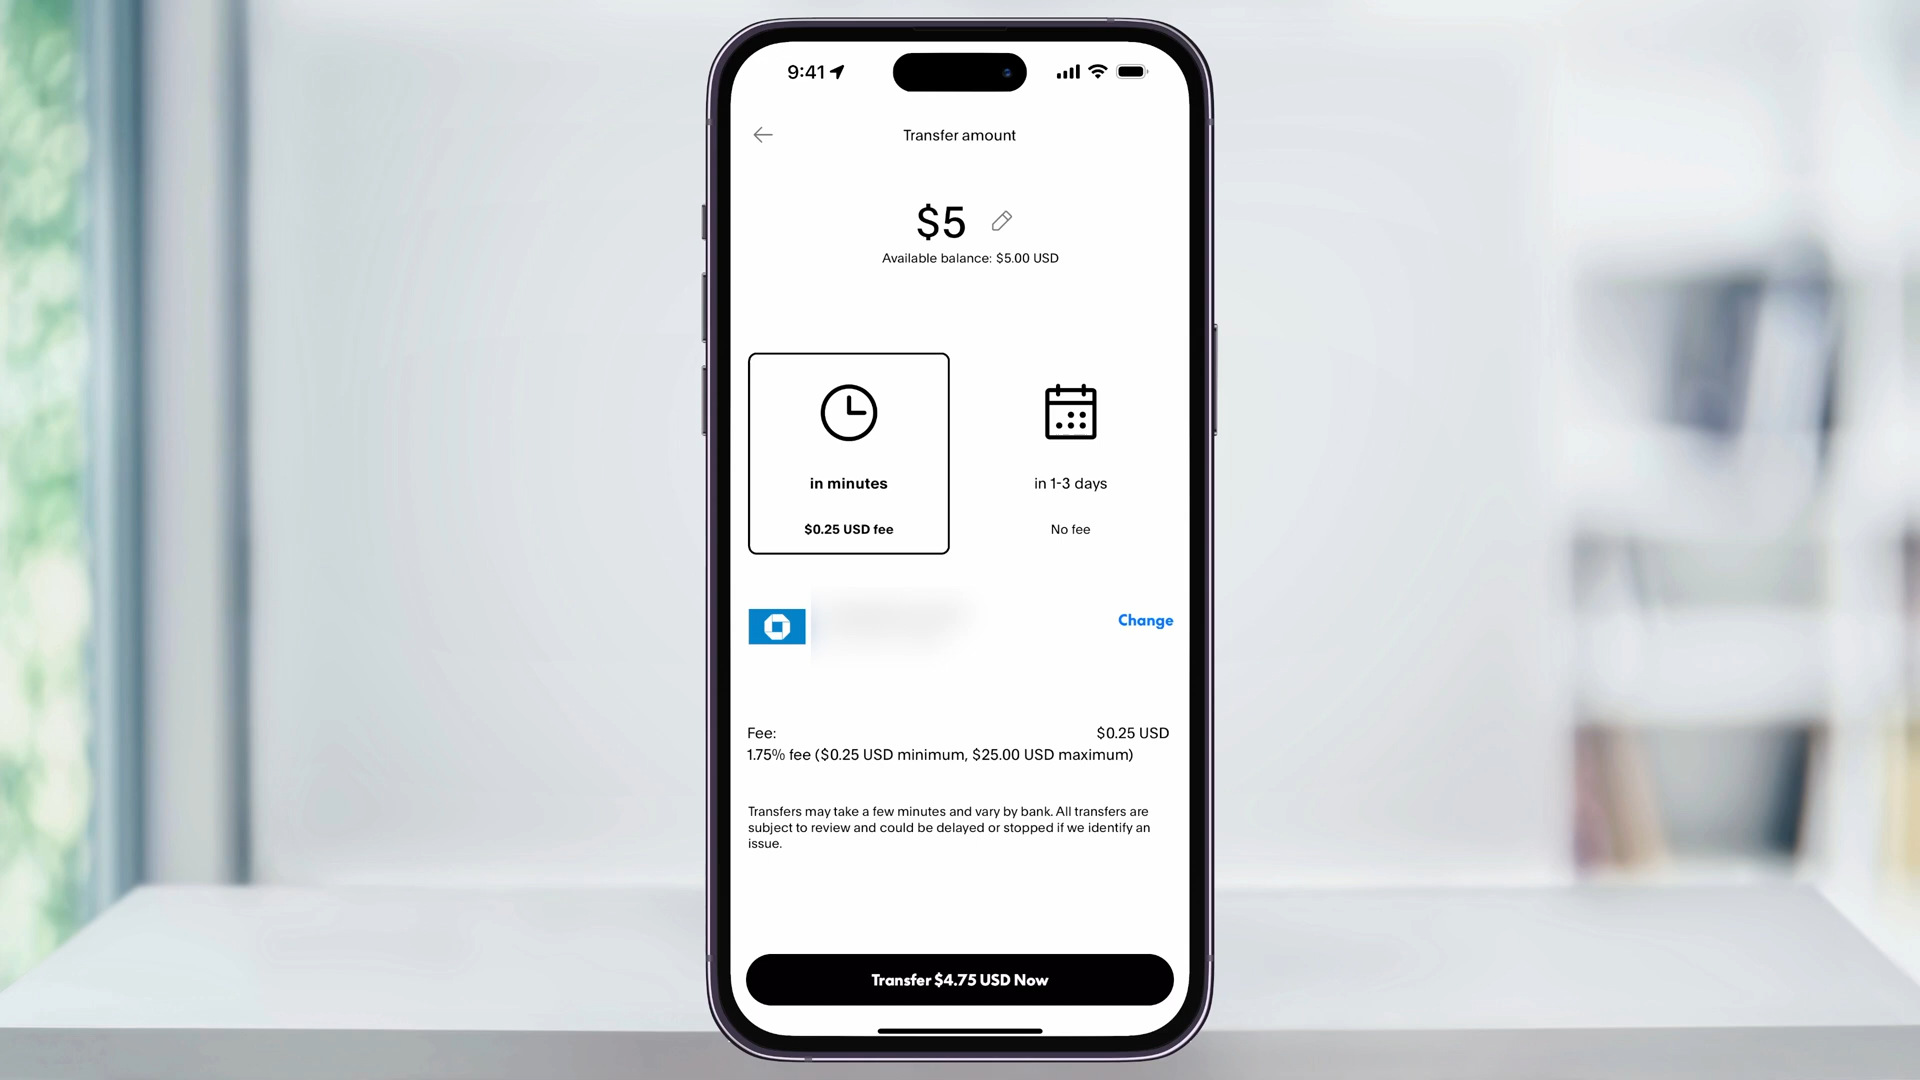 9:41
Transfer amount
$5
Available balance: $5.00 USD
in minutes
$0.25 USD fee
in 1-3 days
No fee
Change
Fee:
$0.25 USD
1.75% fee ($0.25 USD minimum, $25.00 USD maximum)
Transfers may take a few minutes and vary by bank. All transfers are
subject to review and could be delayed or stopped if we identify an
issue.
Transfer $4.75 USD Now